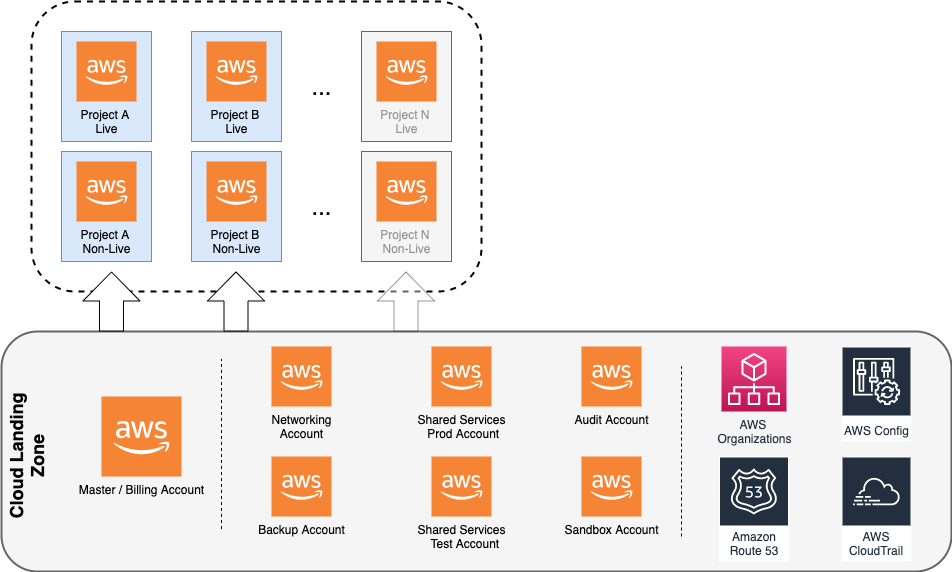 aws
aws
...
aws
Project A
Live
Project B
Live
Project N
Live
aws
aws
...
aws
Project A
Non-Live
Project B
Non-Live
Project N
Non-Live
Cloud Landing
Zone
aws
Master / Billing Account
aws
Networking
Account
aws
Shared Services
Prod Account
aws
Audit Account
aws
Backup Account
aws
Shared Services
Test Account
aws
Sandbox Account
AWS
Organizations
AWS Config
53
Amazon
Route 53
AWS
CloudTrail